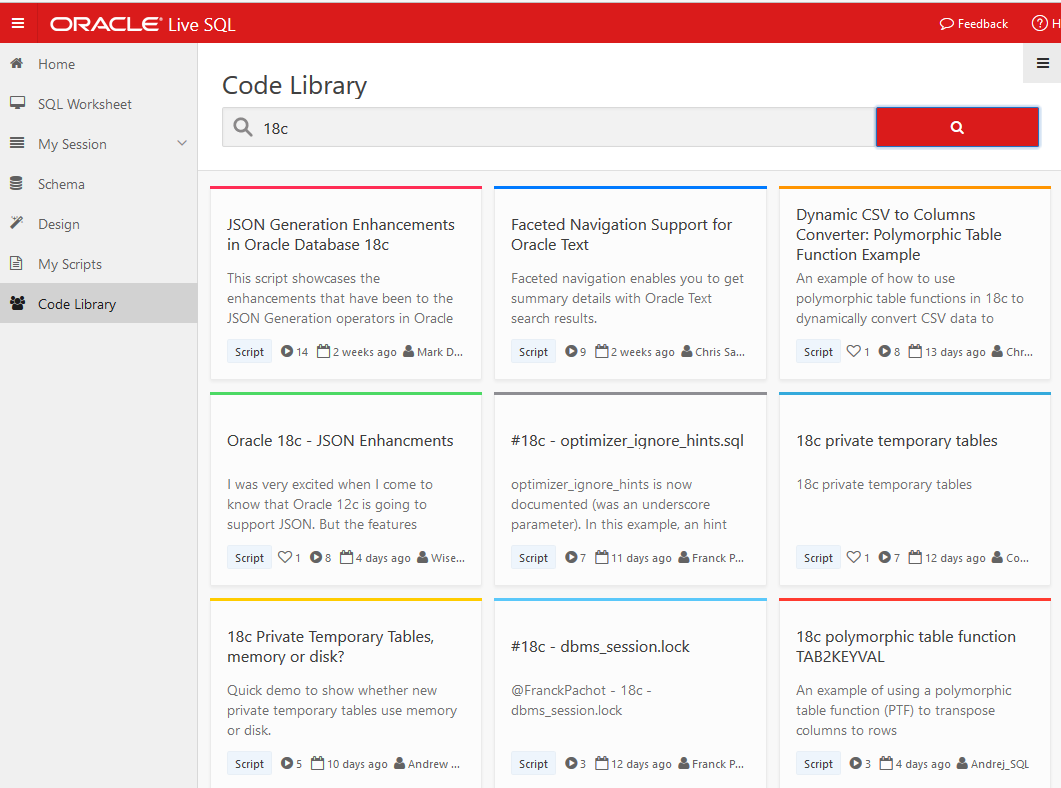 ORACLE Live SQL
Feedback
H
Home
SQL Worksheet
My Session
Schema
Design
My Scripts
Code Library
Code Library
18c
JSON Generation Enhancements
in Oracle Database 18c
This script showcases the
enhancements that have been to the
JSON Generation operators in Oracle
Script 14 2 weeks ago Mark D...
Faceted Navigation Support for
Oracle Text
Faceted navigation enables you to get
summary details with Oracle Text
search results.
Script 9 2 weeks ago Chris Sa...
Dynamic CSV to Columns
Converter: Polymorphic Table
Function Example
An example of how to use
polymorphic table functions in 18c to
dynamically convert CSV data to
Script 1 8 13 days ago Chr...
Oracle 18c - JSON Enhancments
I was very excited when I come to
know that Oracle 12c is going to
support JSON. But the features
Script 1 8 4 days ago Wise...
#18c - optimizer_ignore_hints.sql
optimizer_ignore_hints is now
documented (was an underscore
parameter). In this example, an hint
Script 7 11 days ago Franck P...
18c private temporary tables
18c private temporary tables
Script 1 7 12 days ago Co...
18c Private Temporary Tables,
memory or disk?
Quick demo to show whether new
private temporary tables use memory
or disk.
Script 5 10 days ago Andrew ...
#18c - dbms_session.lock
@FranckPachot - 18c -
dbms_session.lock
Script 3 12 days ago Franck P...
18c polymorphic table function
TAB2KEYVAL
An example of using a polymorphic
table function (PTF) to transpose
columns to rows
Script 3 4 days ago Andrej_SQL